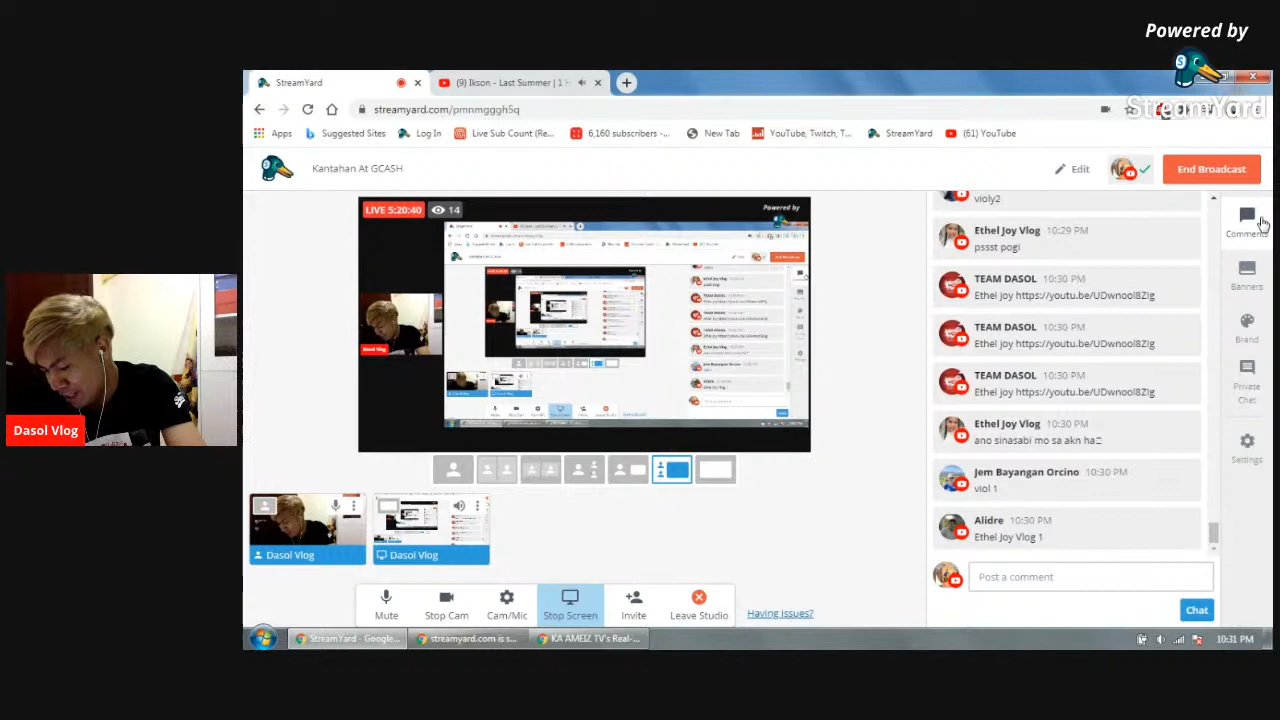 Powered by
StreamYard
StreamYard
(9) Ikson - Last Summer | 1 H
streamyard.com/pmnmgggh5q
Apps
Suggested Sites
Log In
Live Sub Count (Re...
6,160 subscribers -...
New Tab
YouTube, Twitch, T...
StreamYard
(61) YouTube
Kantahan At GCASH
Edit
End Broadcast
LIVE 5:20:40
14
Powered by
violy2
Ethel Joy Vlog 10:29 PM
pssst pogi
TEAM DASOL 10:30 PM
Ethel joy https://youtu.be/UDwnool8ZIg
TEAM DASOL 10:30 PM
Ethel joy https://youtu.be/UDwnool8ZIg
TEAM DASOL 10:30 PM
Ethel joy https://youtu.be/UDwnool8ZIg
Ethel Joy Vlog 10:30 PM
ano sinasabi mo sa akn ha
Jem Bayangan Orcino 10:30 PM
viol 1
Alidre 10:30 PM
Ethel Joy Vlog 1
Post a comment
Chat
Comments
Banners
Brand
Private
Chat
Settings
Dasol Vlog
Dasol Vlog
Dasol Vlog
Dasol Vlog
Mute
Stop Cam
Cam/Mic
Stop Screen
Invite
Leave Studio
Having issues?
StreamYard - Google...
streamyard.com is s...
KA AMEIZ TV's Real-...
10:31 PM